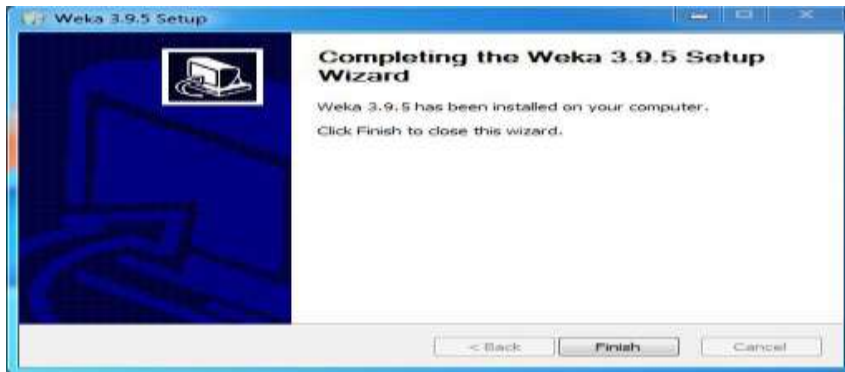 Weka 3.9.5 Setup
Completing the Weka 3.9.5 Setup
Wizard
Weka 3.9.5 has been installed on your computer.
Click Finish to close this wizard.
< Back
Finish
Cancel